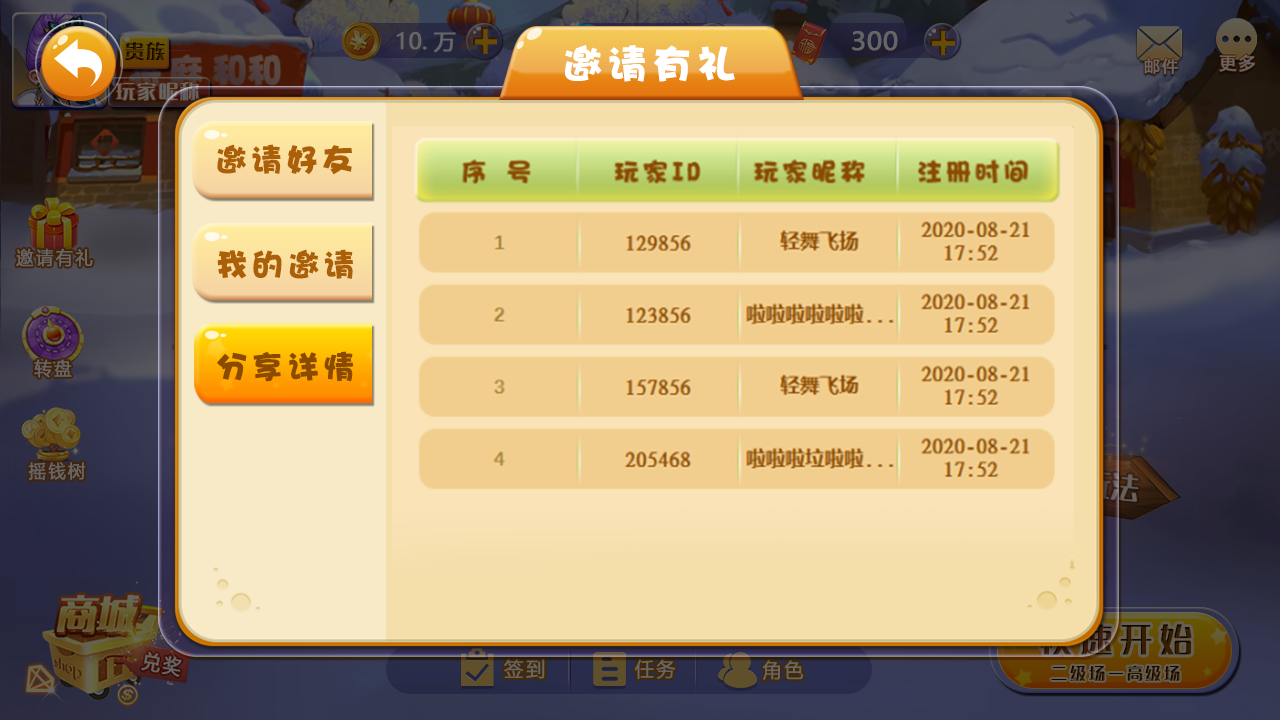 贵族
玩家昵称
10.万
300
邮件
更多
邀请有礼
邀请好友
我的邀请
分享详情
序 号
玩家ID
玩家昵称
注册时间
1
129856
轻舞飞扬
2020-08-21
17:52
2
123856
啦啦啦啦啦啦...
2020-08-21
17:52
3
157856
轻舞飞扬
2020-08-21
17:52
4
205468
啦啦啦垃啦啦...
2020-08-21
17:52
邀请有礼
转盘
摇钱树
商城
shop
兑奖
签到
任务
角色
快速开始
二级场—高级场